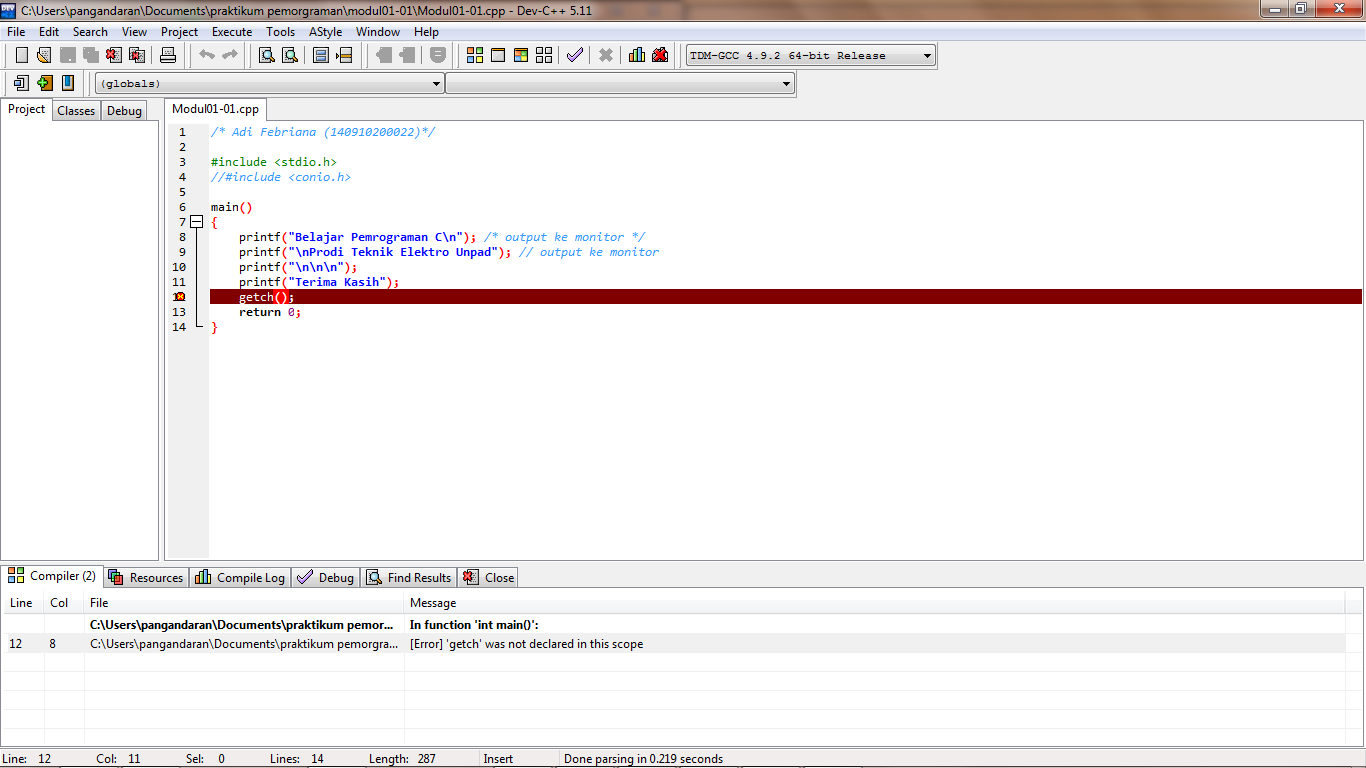 C:\Users\pangandaran\Documents\praktikum pemorgraman\modul01-01\Modul01-01.cpp - Dev-C++ 5.11
File Edit Search View Project Execute Tools AStyle Window Help
TDM-GCC 4.9.2 64-bit Release
(globals)
Project Classes Debug Modul01-01.cpp
1 /* Adi Febriana (140910200022)*/
2
3 #include <stdio.h>
4 //#include <conio.h>
5
6 main()
7 {
8 printf("Belajar Pemrograman C\n"); /* output ke monitor */
9 printf("\nProdi Teknik Elektro Unpad"); // output ke monitor
10 printf("\n\n\n");
11 printf("Terima Kasih");
getch();
13 return 0;
14 }
Compiler (2) Resources Compile Log Debug Find Results Close
Line Col File Message
C:\Users\pangandaran\Documents\praktikum pemor... In function 'int main()':
12 8 C:\Users\pangandaran\Documents\praktikum pemorgra... [Error] 'getch' was not declared in this scope
Line: 12 Col: 11 Sel: 0 Lines: 14 Length: 287 Insert Done parsing in 0.219 seconds